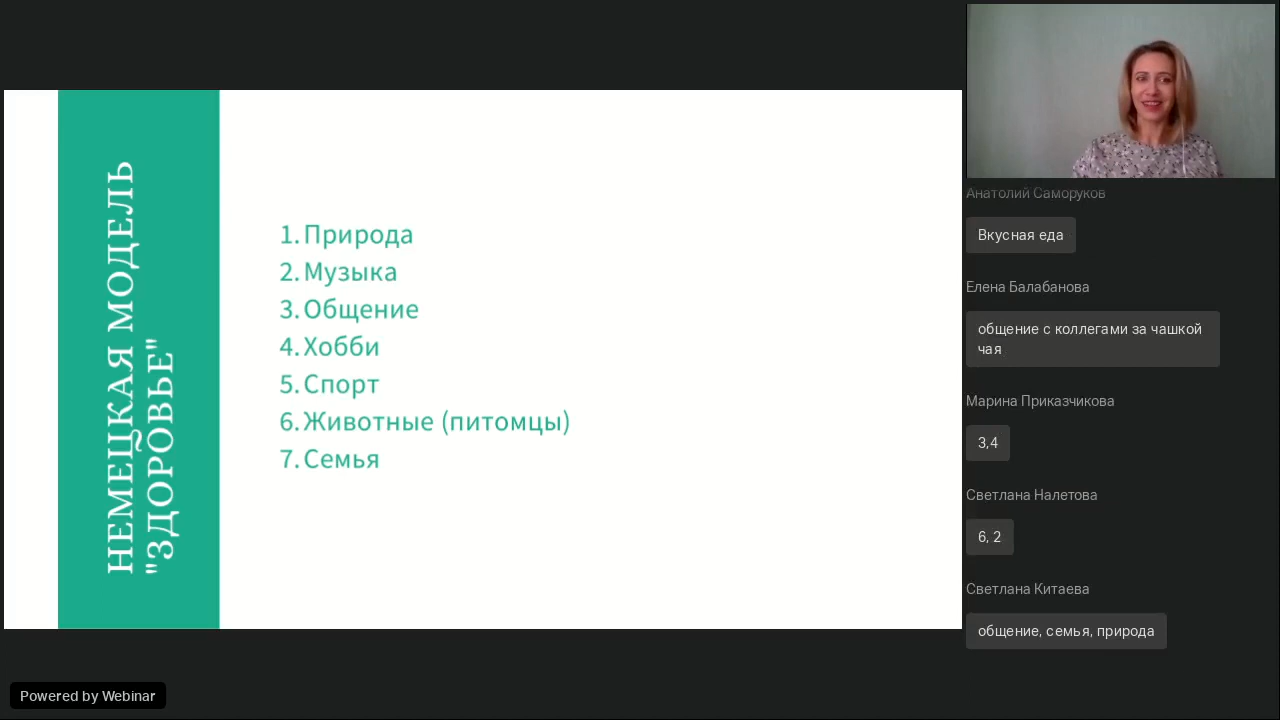 НЕМЕЦКАЯ МОДЕЛЬ
"ЗДОРОВЬЕ"
1. Природа
2. Музыка
3. Общение
4. Хобби
5. Спорт
6. Животные (питомцы)
7. Семья
Анатолий Саморуков
Вкусная еда
Елена Балабанова
общение с коллегами за чашкой
чая
Марина Приказчикова
3,4
Светлана Налетова
6, 2
Светлана Китаева
общение, семья, природа
Powered by Webinar